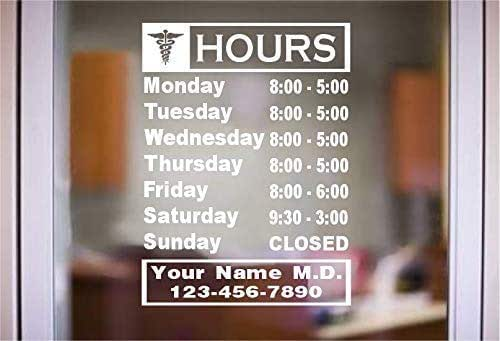 HOURS
Monday 8:00 - 5:00
Tuesday 8:00 - 5:00
Wednesday 8:00 - 5:00
Thursday 8:00 - 5:00
Friday 8:00 - 6:00
Saturday 9:30 - 3:00
Sunday CLOSED
Your Name M.D.
123-456-7890